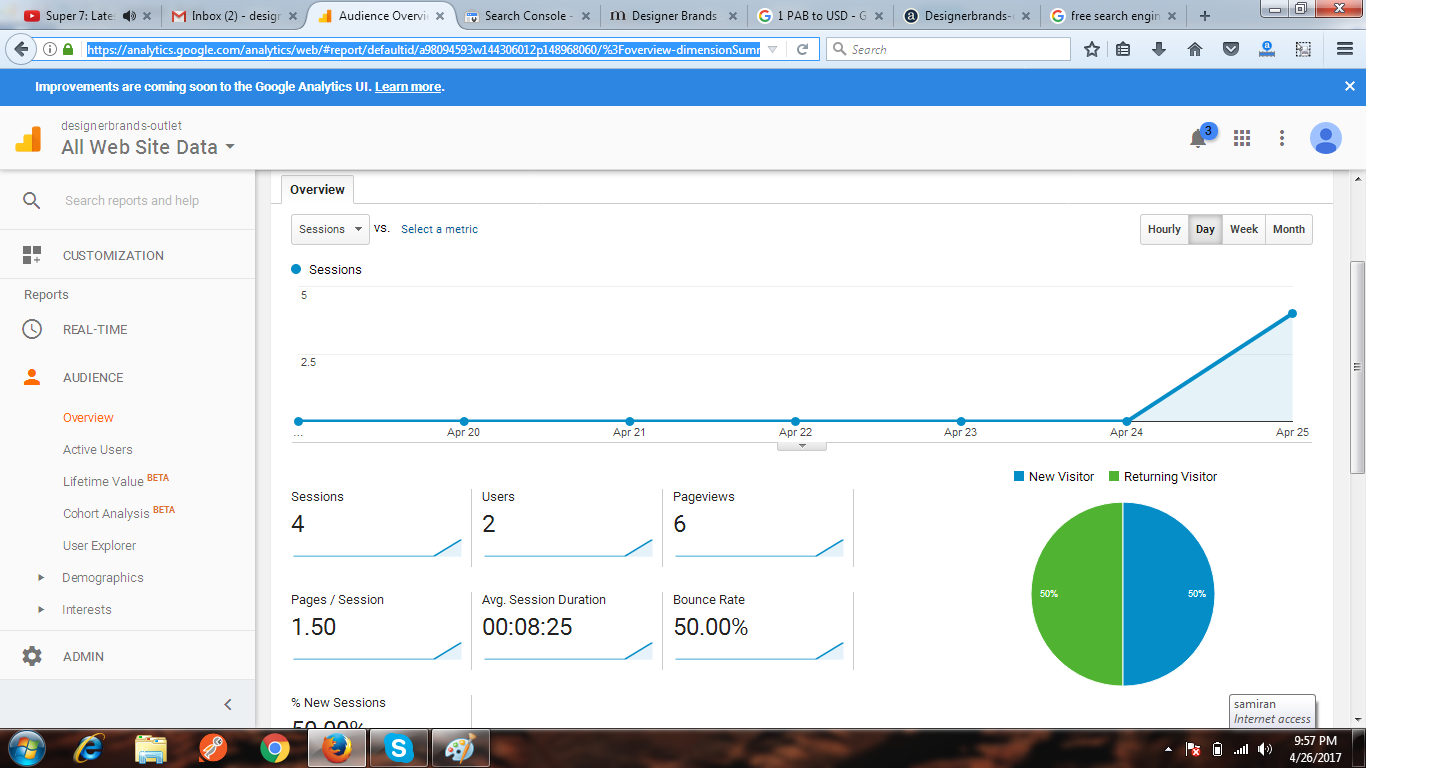 Super 7: Late
Inbox (2) - desigr
Audience Overvi
Search Console -
Designer Brands
1 PAB to USD - G
Designerbrands-
free search engin
https://analytics.google.com/analytics/web/#report/defaultid/a98094593w144306012p148968060/%3Foverview-dimensionSumr
Search
Improvements are coming soon to the Google Analytics UI. Learn more.
designerbrands-outlet
All Web Site Data
3
Search reports and help
CUSTOMIZATION
Reports
REAL-TIME
AUDIENCE
Overview
Active Users
Lifetime Value BETA
Cohort Analysis BETA
User Explorer
Demographics
Interests
ADMIN
Overview
Sessions vs. Select a metric
Hourly Day Week Month
Sessions
5
2.5
... Apr 20 Apr 21 Apr 22 Apr 23 Apr 24 Apr 25
New Visitor Returning Visitor
Sessions Users Pageviews
4 2 6
Pages / Session Avg. Session Duration Bounce Rate
1.50 00:08:25 50.00%
50% 50%
% New Sessions
50.00%
samiran
Internet access
9:57 PM
4/26/2017